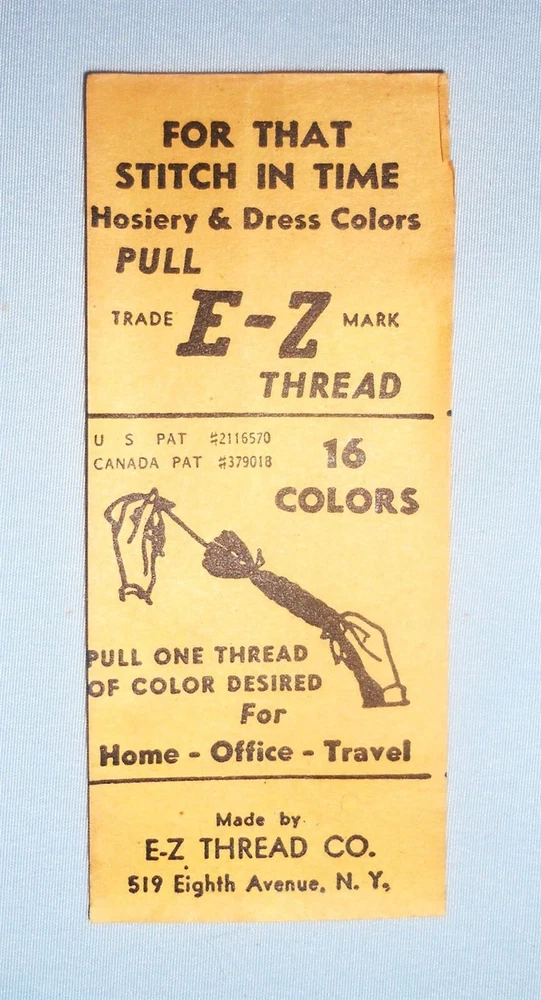 FOR THAT
STITCH IN TIME
Hosiery & Dress Colors
PULL
TRADE E-Z MARK
THREAD
U S PAT #2116570
CANADA PAT #379018
16
COLORS
PULL ONE THREAD
OF COLOR DESIRED
For
Home - Office - Travel
Made by
E-Z THREAD CO.
519 Eighth Avenue, N. Y.